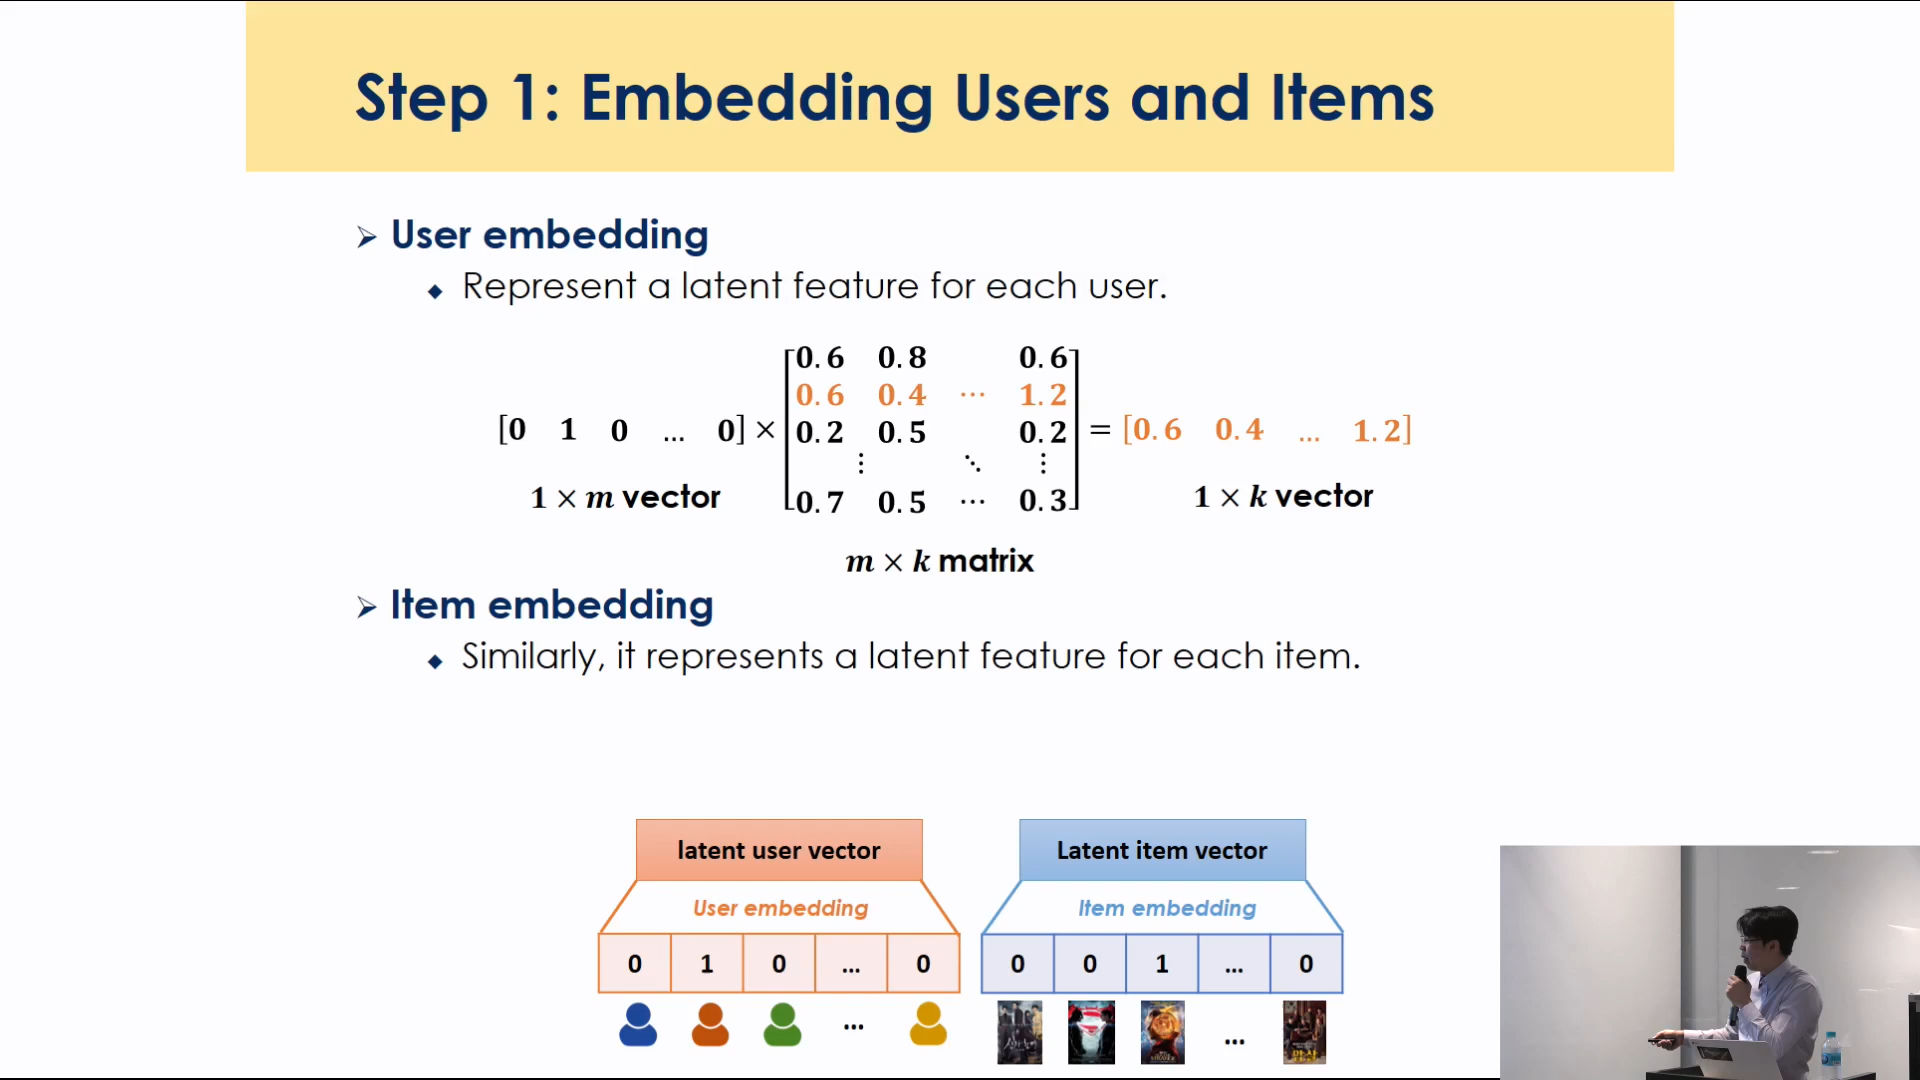 Step 1: Embedding Users and Items
➢ User embedding
◆ Represent a latent feature for each user.
0.6 0.8 0.6
0.6 0.4 ⋯ 1.2
[0 1 0 … 0] × 0.2 0.5 0.2 = [0.6 0.4 … 1.2]
⋮ ⋱ ⋮
0.7 0.5 ⋯ 0.3
1 × m vector
1 × k vector
m × k matrix
➢ Item embedding
◆ Similarly, it represents a latent feature for each item.
latent user vector
User embedding
0 1 0 ... 0
...
Latent item vector
Item embedding
0 0 1 ... 0
...